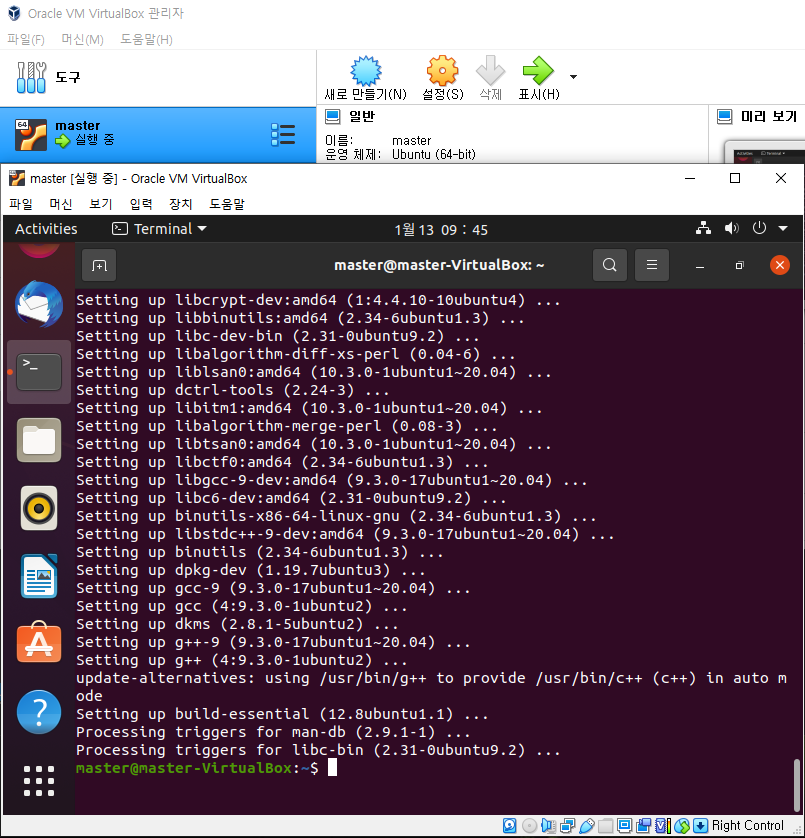 Oracle VM VirtualBox 관리자
파일(F) 머신(M) 도움말(H)
도구
새로 만들기(N) 설정(S) 삭제 표시(H)
64 master
실행 중
일반
이름: master
운영 체제: Ubuntu (64-bit)
미리 보기
master [실행 중] - Oracle VM VirtualBox
파일 머신 보기 입력 장치 도움말
Activities Terminal 1월 13 09 : 45
master@master-VirtualBox: ~
Setting up libcrypt-dev:amd64 (1:4.4.10-10ubuntu4) ...
Setting up libbinutils:amd64 (2.34-6ubuntu1.3) ...
Setting up libc-dev-bin (2.31-0ubuntu9.2) ...
Setting up libalgorithm-diff-xs-perl (0.04-6) ...
Setting up liblsan0:amd64 (10.3.0-1ubuntu1~20.04) ...
Setting up dctrl-tools (2.24-3) ...
Setting up libitm1:amd64 (10.3.0-1ubuntu1~20.04) ...
Setting up libalgorithm-merge-perl (0.08-3) ...
Setting up libtsan0:amd64 (10.3.0-1ubuntu1~20.04) ...
Setting up libctf0:amd64 (2.34-6ubuntu1.3) ...
Setting up libgcc-9-dev:amd64 (9.3.0-17ubuntu1~20.04) ...
Setting up libc6-dev:amd64 (2.31-0ubuntu9.2) ...
Setting up binutils-x86-64-linux-gnu (2.34-6ubuntu1.3) ...
Setting up libstdc++-9-dev:amd64 (9.3.0-17ubuntu1~20.04) ...
Setting up binutils (2.34-6ubuntu1.3) ...
Setting up dpkg-dev (1.19.7ubuntu3) ...
Setting up gcc-9 (9.3.0-17ubuntu1~20.04) ...
Setting up gcc (4:9.3.0-1ubuntu2) ...
Setting up dkms (2.8.1-5ubuntu2) ...
Setting up g++-9 (9.3.0-17ubuntu1~20.04) ...
Setting up g++ (4:9.3.0-1ubuntu2) ...
update-alternatives: using /usr/bin/g++ to provide /usr/bin/c++ (c++) in auto m
ode
Setting up build-essential (12.8ubuntu1.1) ...
Processing triggers for man-db (2.9.1-1) ...
Processing triggers for libc-bin (2.31-0ubuntu9.2) ...
master@master-VirtualBox:~$
Right Control